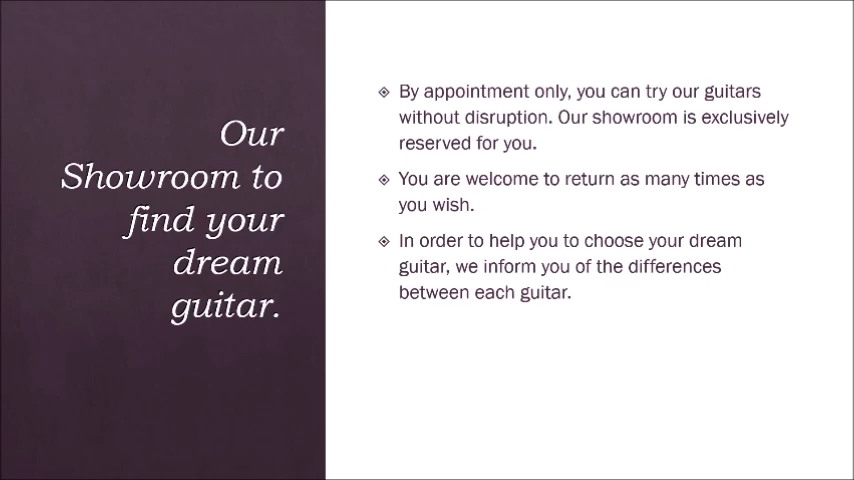 Our
Showroom to
find your
dream
guitar.
By appointment only, you can try our guitars
without disruption. Our showroom is exclusively
reserved for you.
You are welcome to return as many times as
you wish.
In order to help you to choose your dream
guitar, we inform you of the differences
between each guitar.